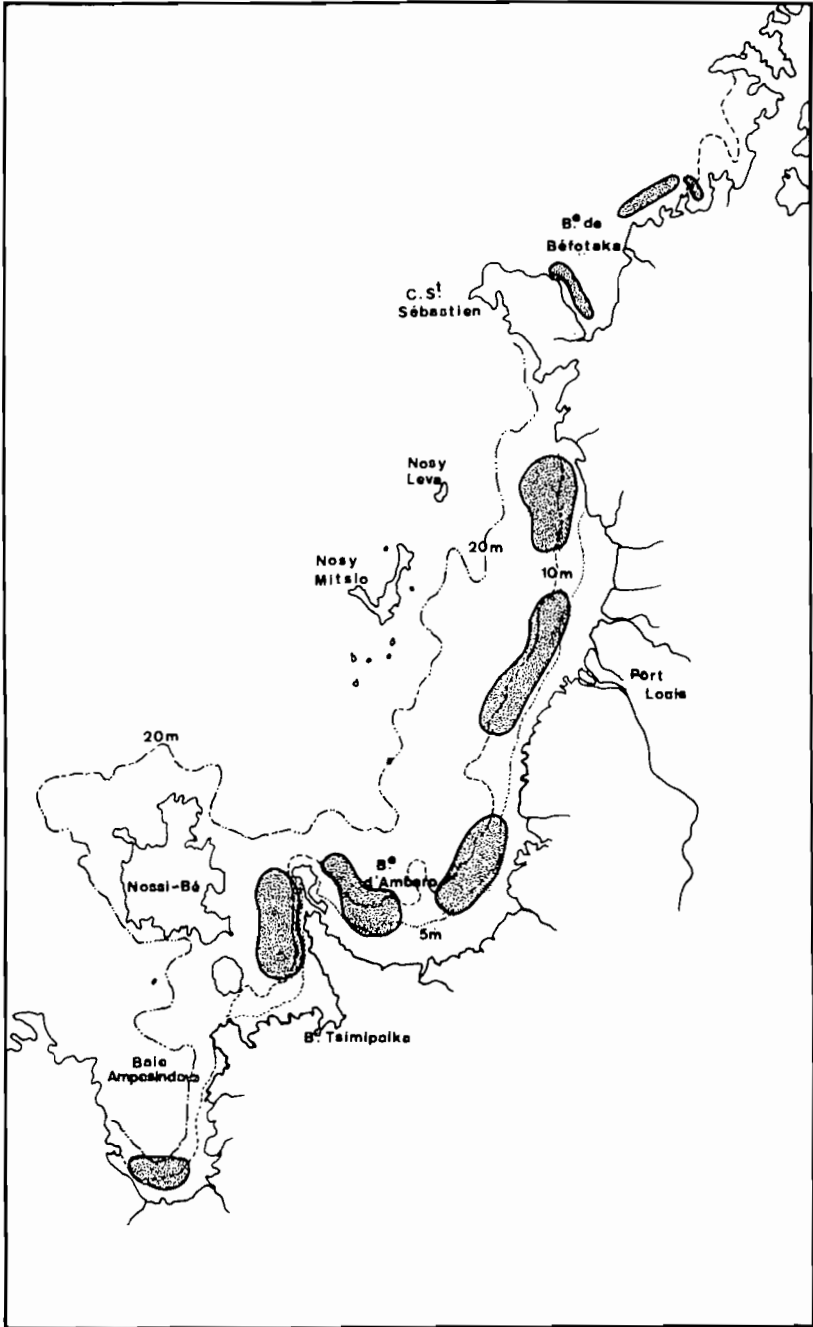 Bᵉ de
Béfotaka
C. Sᵗ
Sébastien
Nosy
Leva
20m
Nosy
Mitsio
10m
Port
Louis
20m
Bᵉ
d'Ambaro
Nossi-Bé
5m
Bᵉ Tsimipaika
Baie
Ampasindava